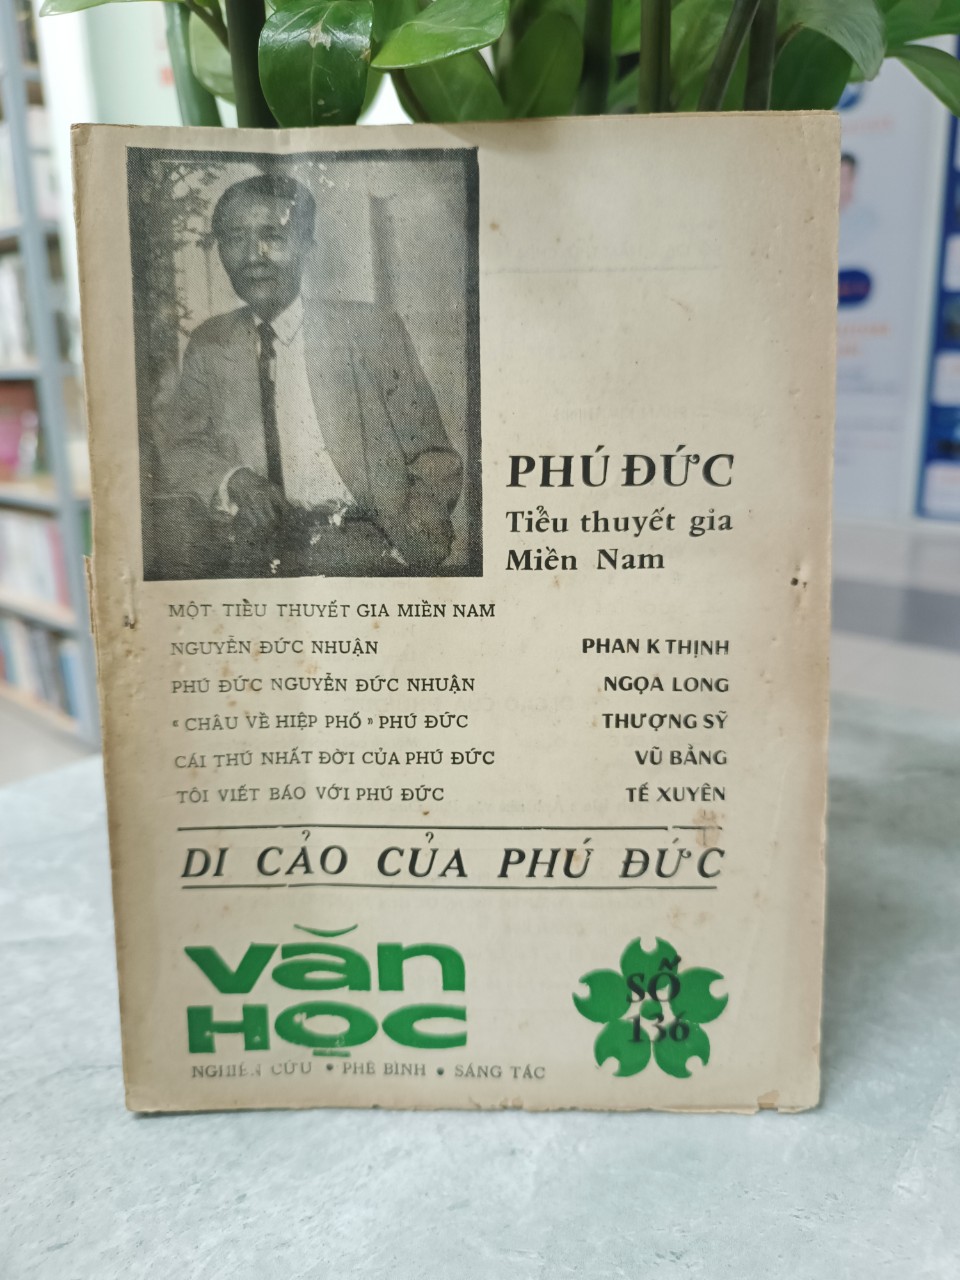 PHÚ ĐỨC
Tiểu thuyết gia
Miền Nam
MỘT TIỂU THUYẾT GIA MIỀN NAM
NGUYỄN ĐỨC NHUẬN PHAN K THỊNH
PHÚ ĐỨC NGUYỄN ĐỨC NHUẬN NGỌA LONG
« CHÂU VỀ HIỆP PHỐ » PHÚ ĐỨC THƯỢNG SỸ
CÁI THÚ NHẤT ĐỜI CỦA PHÚ ĐỨC VŨ BẰNG
TÔI VIẾT BÁO VỚI PHÚ ĐỨC TẾ XUYÊN
DI CẢO CỦA PHÚ ĐỨC
Văn
HỌC
SỐ
136
NGHIÊN CỨU • PHÊ BÌNH • SÁNG TÁC